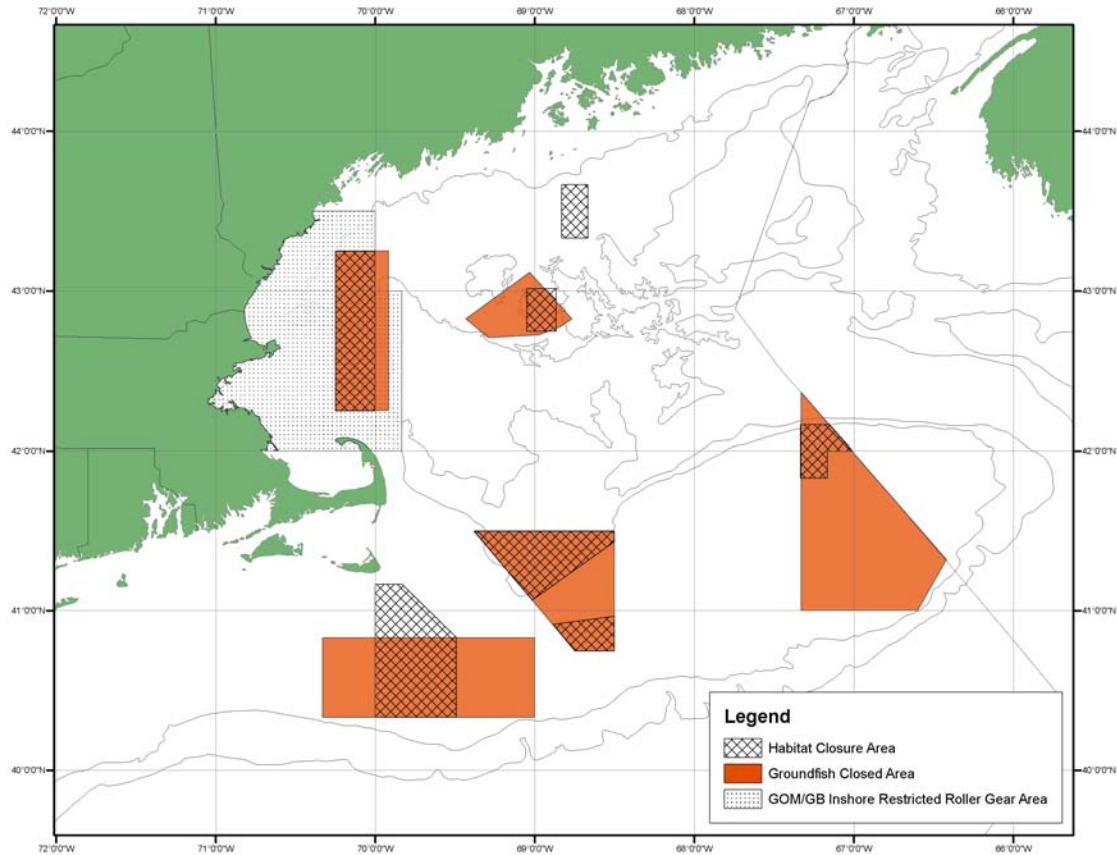 72°0'0"W 71°0'0"W 70°0'0"W 69°0'0"W 68°0'0"W 67°0'0"W 66°0'0"W
44°0'0"N 44°0'0"N
43°0'0"N 43°0'0"N
42°0'0"N 42°0'0"N
41°0'0"N 41°0'0"N
40°0'0"N 40°0'0"N
Legend
Habitat Closure Area
Groundfish Closed Area
GOM/GB Inshore Restricted Roller Gear Area
72°0'0"W 71°0'0"W 70°0'0"W 69°0'0"W 68°0'0"W 67°0'0"W 66°0'0"W